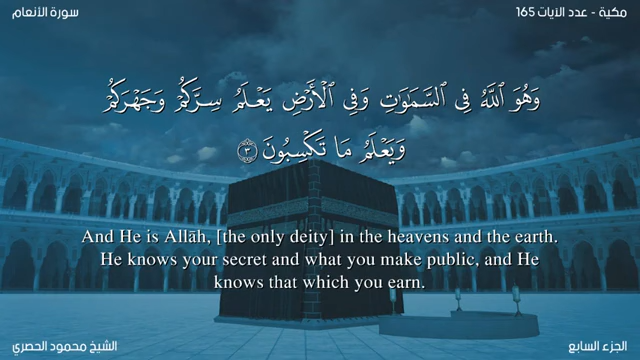 سورة الأنعام
مكية - عدد الآيات 165
وَهُوَ ٱللَّهُ فِى ٱلسَّمَـٰوَٰتِ وَفِى ٱلْأَرْضِ يَعْلَمُ سِرَّكُمْ وَجَهْرَكُمْ
وَيَعْلَمُ مَا تَكْسِبُونَ ٣
And He is Allāh, [the only deity] in the heavens and the earth.
He knows your secret and what you make public, and He
knows that which you earn.
الشيخ محمود الحصري
الجزء السابع